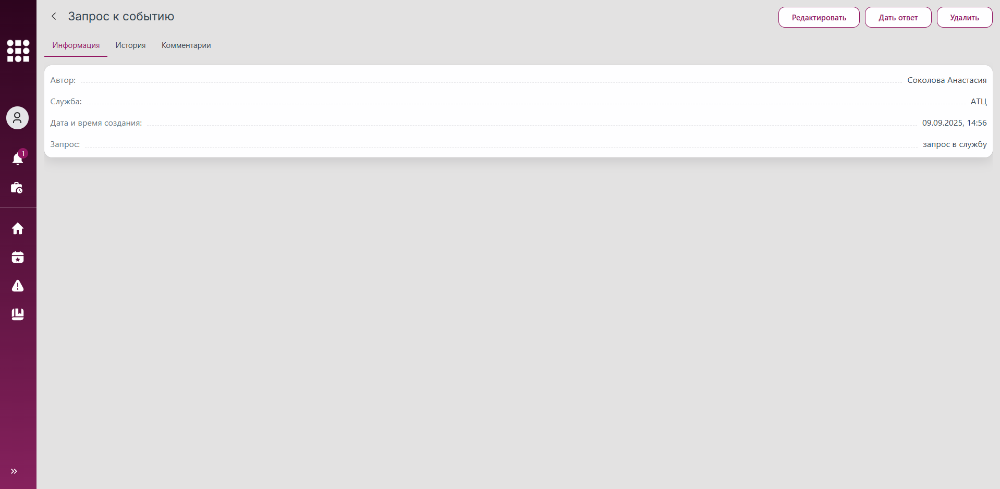 Запрос к событию
Редактировать
Дать ответ
Удалить
Информация
История
Комментарии
Автор: Соколова Анастасия
Служба: АТЦ
Дата и время создания: 09.09.2025, 14:56
Запрос: запрос в службу
1